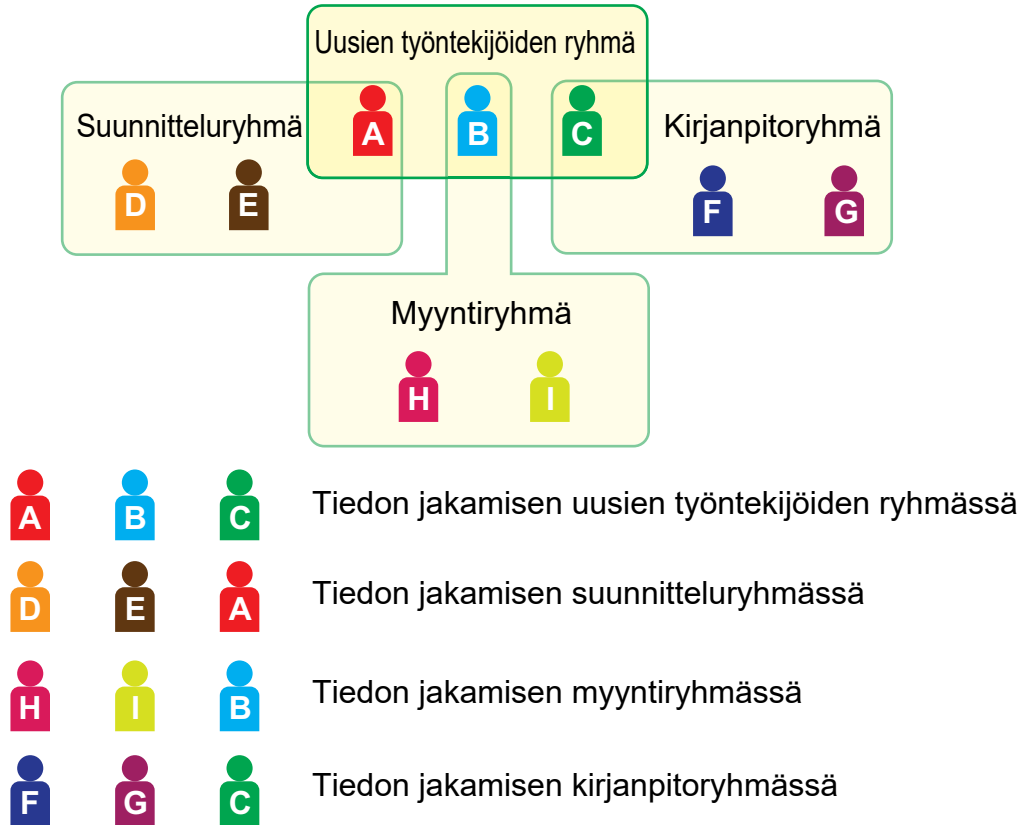 Uusien työntekijöiden ryhmä
Suunnitteluryhmä
A
B
C
Kirjanpitoryhmä
D
E
F
G
Myyntiryhmä
H
I
A B C Tiedon jakamisen uusien työntekijöiden ryhmässä
D E A Tiedon jakamisen suunnitteluryhmässä
H I B Tiedon jakamisen myyntiryhmässä
F G C Tiedon jakamisen kirjanpitoryhmässä